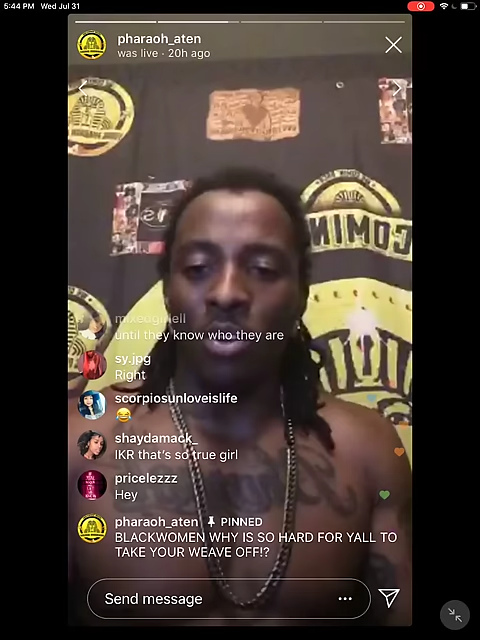 5:44 PM Wed Jul 31
pharaoh_aten
was live · 20h ago
COMIN
mixedgirlell
until they know who they are
sy.jpg
Right
scorpiosunloveislife
😂
shaydamack_
IKR that's so true girl
pricelezzz
Hey
pharaoh_aten PINNED
BLACKWOMEN WHY IS SO HARD FOR YALL TO
TAKE YOUR WEAVE OFF!?
Send message